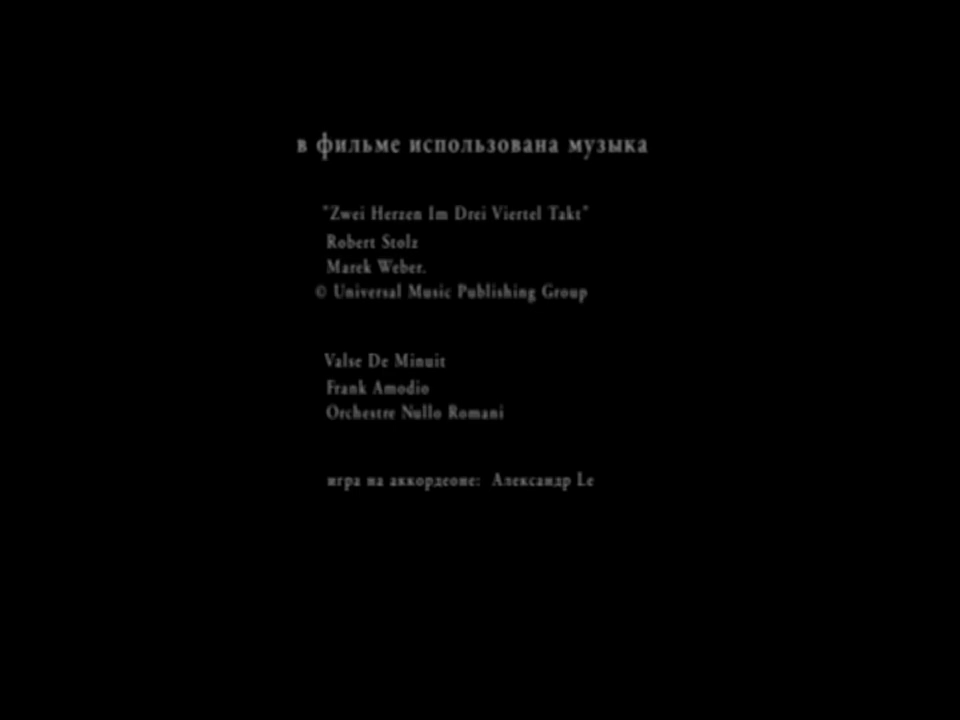 в фильме использована музыка
"Zwei Herzen Im Drei Viertel Takt"
Robert Stolz
Marek Weber.
© Universal Music Publishing Group
Valse De Minuit
Frank Amodio
Orchestre Nullo Romani
игра на аккордеоне: Александр Le